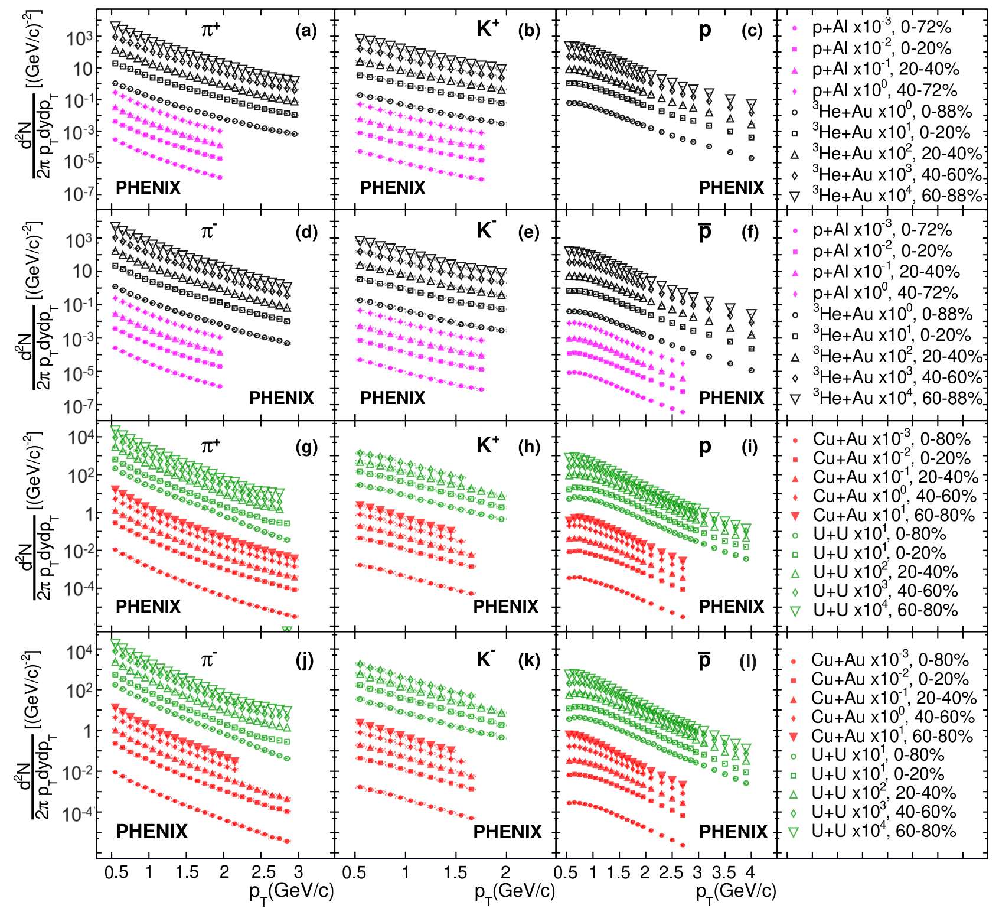 π⁺ (a) K⁺ (b) p (c)
d²N / 2π p_T dydp_T [(GeV/c)⁻²]
10³
10
10⁻¹
10⁻³
10⁻⁵
10⁻⁷
PHENIX PHENIX PHENIX
p+Al x10⁻³, 0-72%
p+Al x10⁻², 0-20%
p+Al x10⁻¹, 20-40%
p+Al x10⁰, 40-72%
³He+Au x10⁰, 0-88%
³He+Au x10¹, 0-20%
³He+Au x10², 20-40%
³He+Au x10³, 40-60%
³He+Au x10⁴, 60-88%
π⁻ (d) K⁻ (e) p̅ (f)
d²N / 2π p_T dydp_T [(GeV/c)⁻²]
10³
10
10⁻¹
10⁻³
10⁻⁵
10⁻⁷
PHENIX PHENIX PHENIX
p+Al x10⁻³, 0-72%
p+Al x10⁻², 0-20%
p+Al x10⁻¹, 20-40%
p+Al x10⁰, 40-72%
³He+Au x10⁰, 0-88%
³He+Au x10¹, 0-20%
³He+Au x10², 20-40%
³He+Au x10³, 40-60%
³He+Au x10⁴, 60-88%
π⁺ (g) K⁺ (h) p (i)
d²N / 2π p_T dydp_T [(GeV/c)⁻²]
10⁴
10²
1
10⁻²
10⁻⁴
PHENIX PHENIX PHENIX
Cu+Au x10⁻³, 0-80%
Cu+Au x10⁻², 0-20%
Cu+Au x10⁻¹, 20-40%
Cu+Au x10⁰, 40-60%
Cu+Au x10¹, 60-80%
U+U x10¹, 0-80%
U+U x10¹, 0-20%
U+U x10², 20-40%
U+U x10³, 40-60%
U+U x10⁴, 60-80%
π⁻ (j) K⁻ (k) p̅ (l)
d²N / 2π p_T dydp_T [(GeV/c)⁻²]
10⁴
10²
1
10⁻²
10⁻⁴
PHENIX PHENIX PHENIX
Cu+Au x10⁻³, 0-80%
Cu+Au x10⁻², 0-20%
Cu+Au x10⁻¹, 20-40%
Cu+Au x10⁰, 40-60%
Cu+Au x10¹, 60-80%
U+U x10¹, 0-80%
U+U x10¹, 0-20%
U+U x10², 20-40%
U+U x10³, 40-60%
U+U x10⁴, 60-80%
0.5 1 1.5 2 2.5 3 0.5 1 1.5 2 0.5 1 1.5 2 2.5 3 3.5 4
p_T(GeV/c) p_T(GeV/c) p_T(GeV/c)